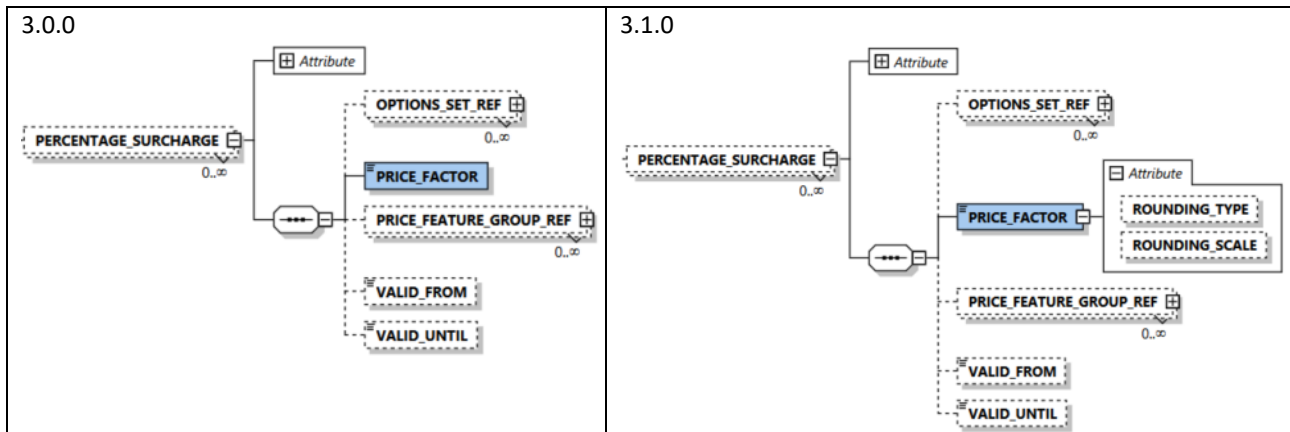 3.0.0
Attribute
OPTIONS_SET_REF
0..∞
PERCENTAGE_SURCHARGE
0..∞
PRICE_FACTOR
PRICE_FEATURE_GROUP_REF
0..∞
VALID_FROM
VALID_UNTIL
3.1.0
Attribute
OPTIONS_SET_REF
0..∞
PERCENTAGE_SURCHARGE
0..∞
Attribute
ROUNDING_TYPE
PRICE_FACTOR
ROUNDING_SCALE
PRICE_FEATURE_GROUP_REF
0..∞
VALID_FROM
VALID_UNTIL